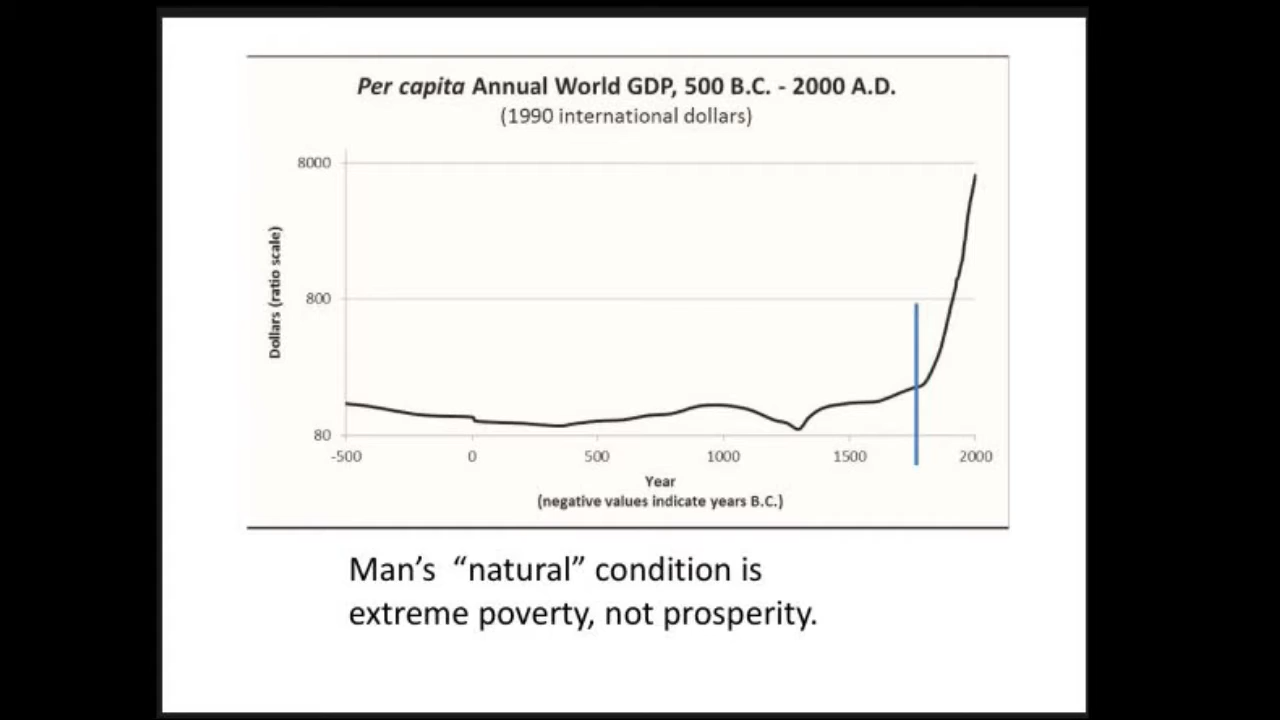 Per capita Annual World GDP, 500 B.C. - 2000 A.D.
(1990 international dollars)
8000
800
80
Dollars (ratio scale)
-500 0 500 1000 1500 2000
Year
(negative values indicate years B.C.)
Man's “natural” condition is
extreme poverty, not prosperity.